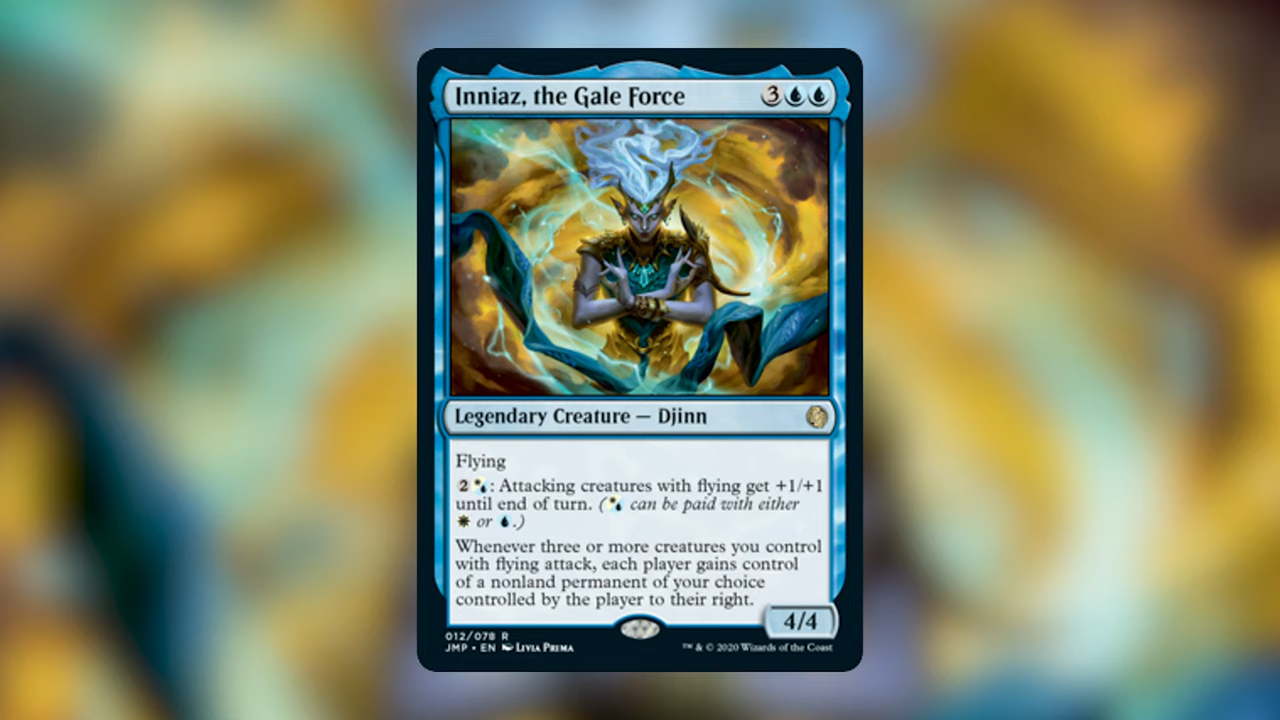 Inniaz, the Gale Force 3
Legendary Creature — Djinn
Flying
2 : Attacking creatures with flying get +1/+1
until end of turn. ( can be paid with either
or .)
Whenever three or more creatures you control
with flying attack, each player gains control
of a nonland permanent of your choice
controlled by the player to their right.
4/4
012/078 R
JMP • EN Livia Prima
™ & © 2020 Wizards of the Coast